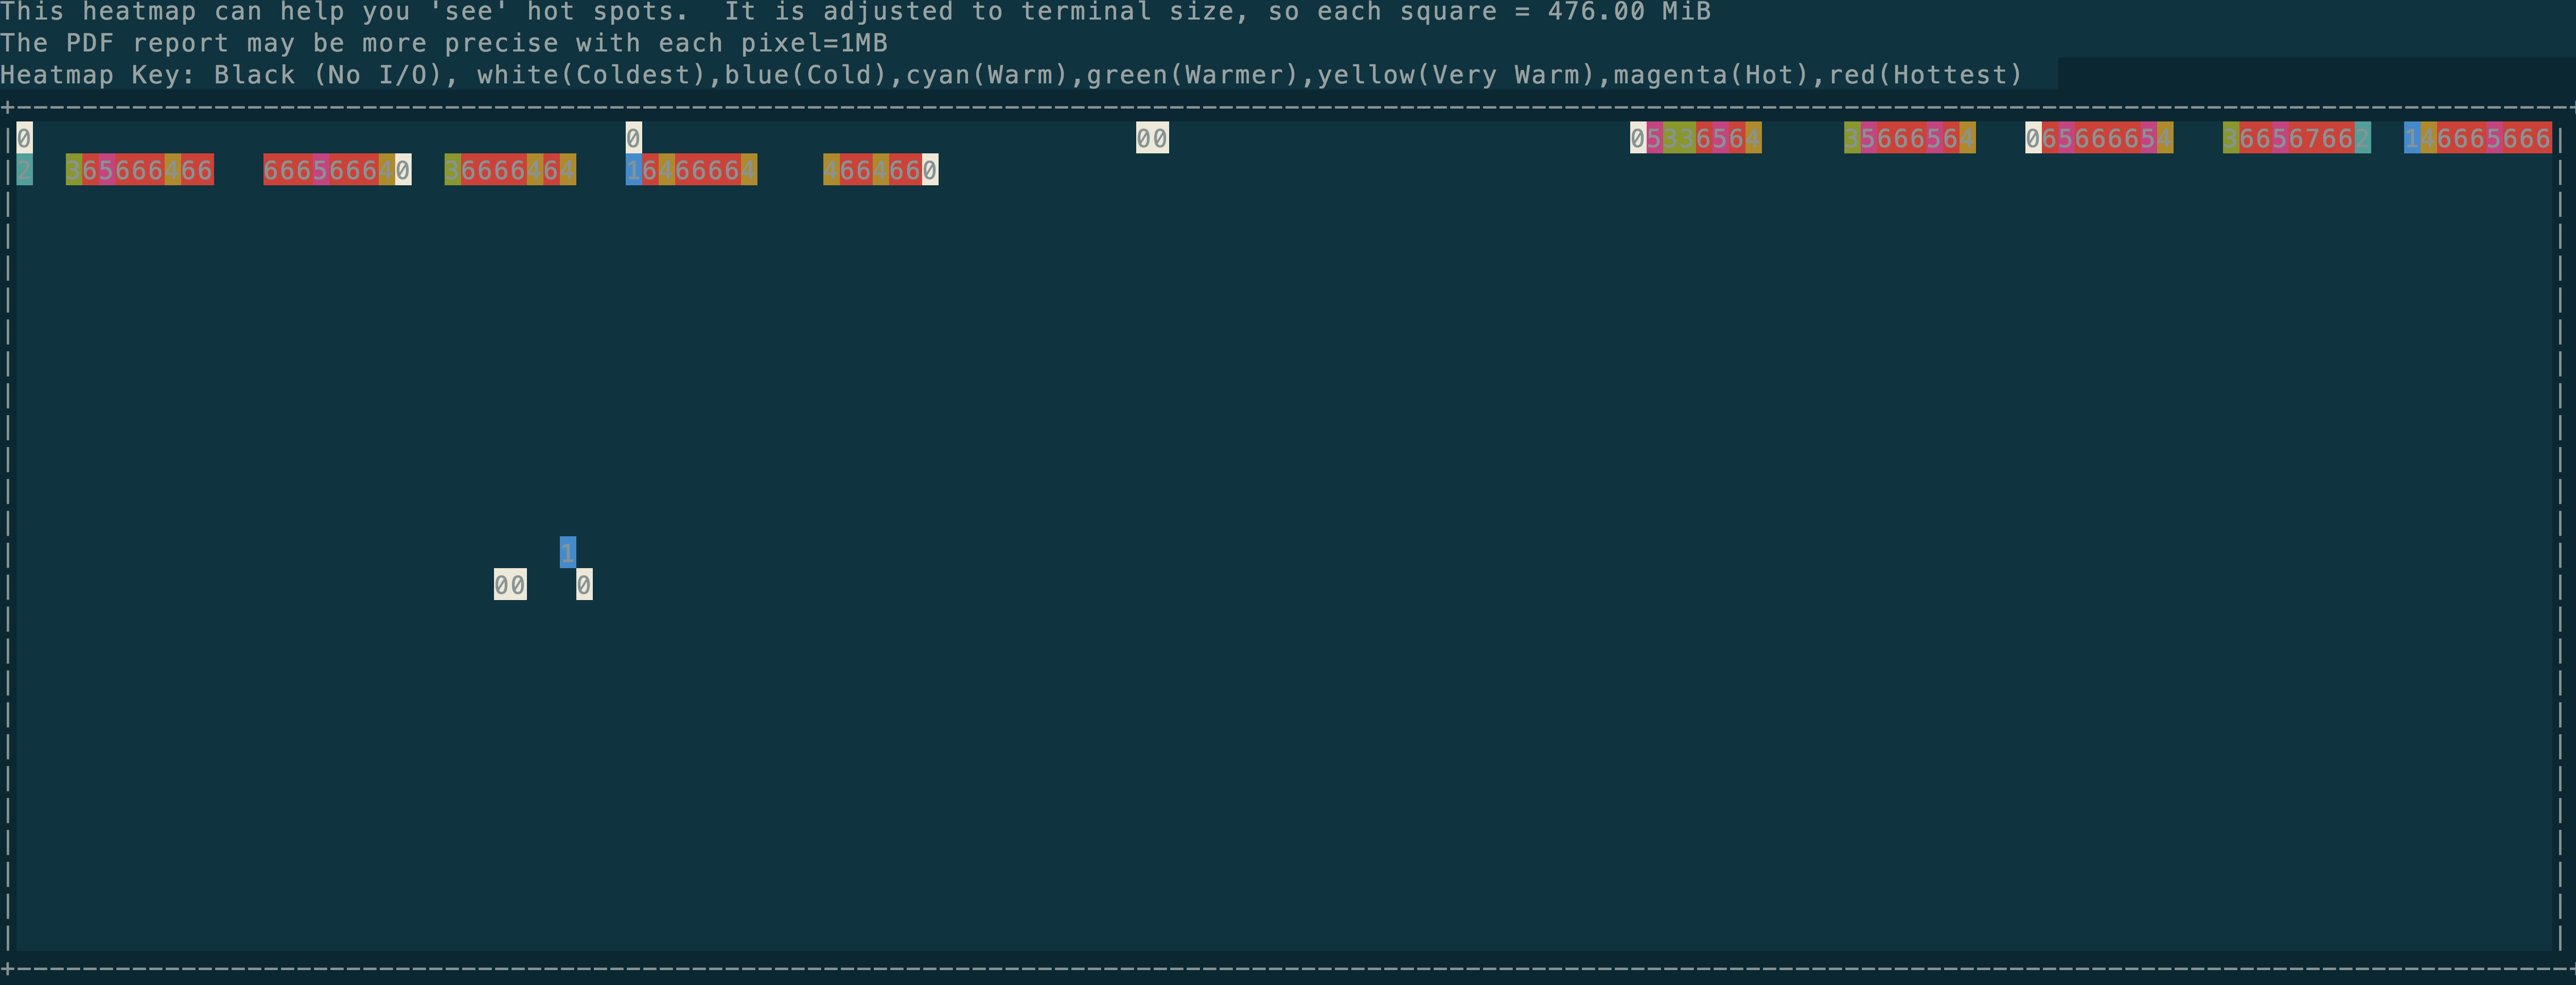 This heatmap can help you 'see' hot spots.  It is adjusted to terminal size, so each square = 476.00 MiB
The PDF report may be more precise with each pixel=1MB
Heatmap Key: Black (No I/O), white(Coldest),blue(Cold),cyan(Warm),green(Warmer),yellow(Very Warm),magenta(Hot),red(Hottest)
0 0 00 05336564 35666564 065666654 366567662 146665666
2 365666466 666566640 36666464 16466664 4664660
1
00 0